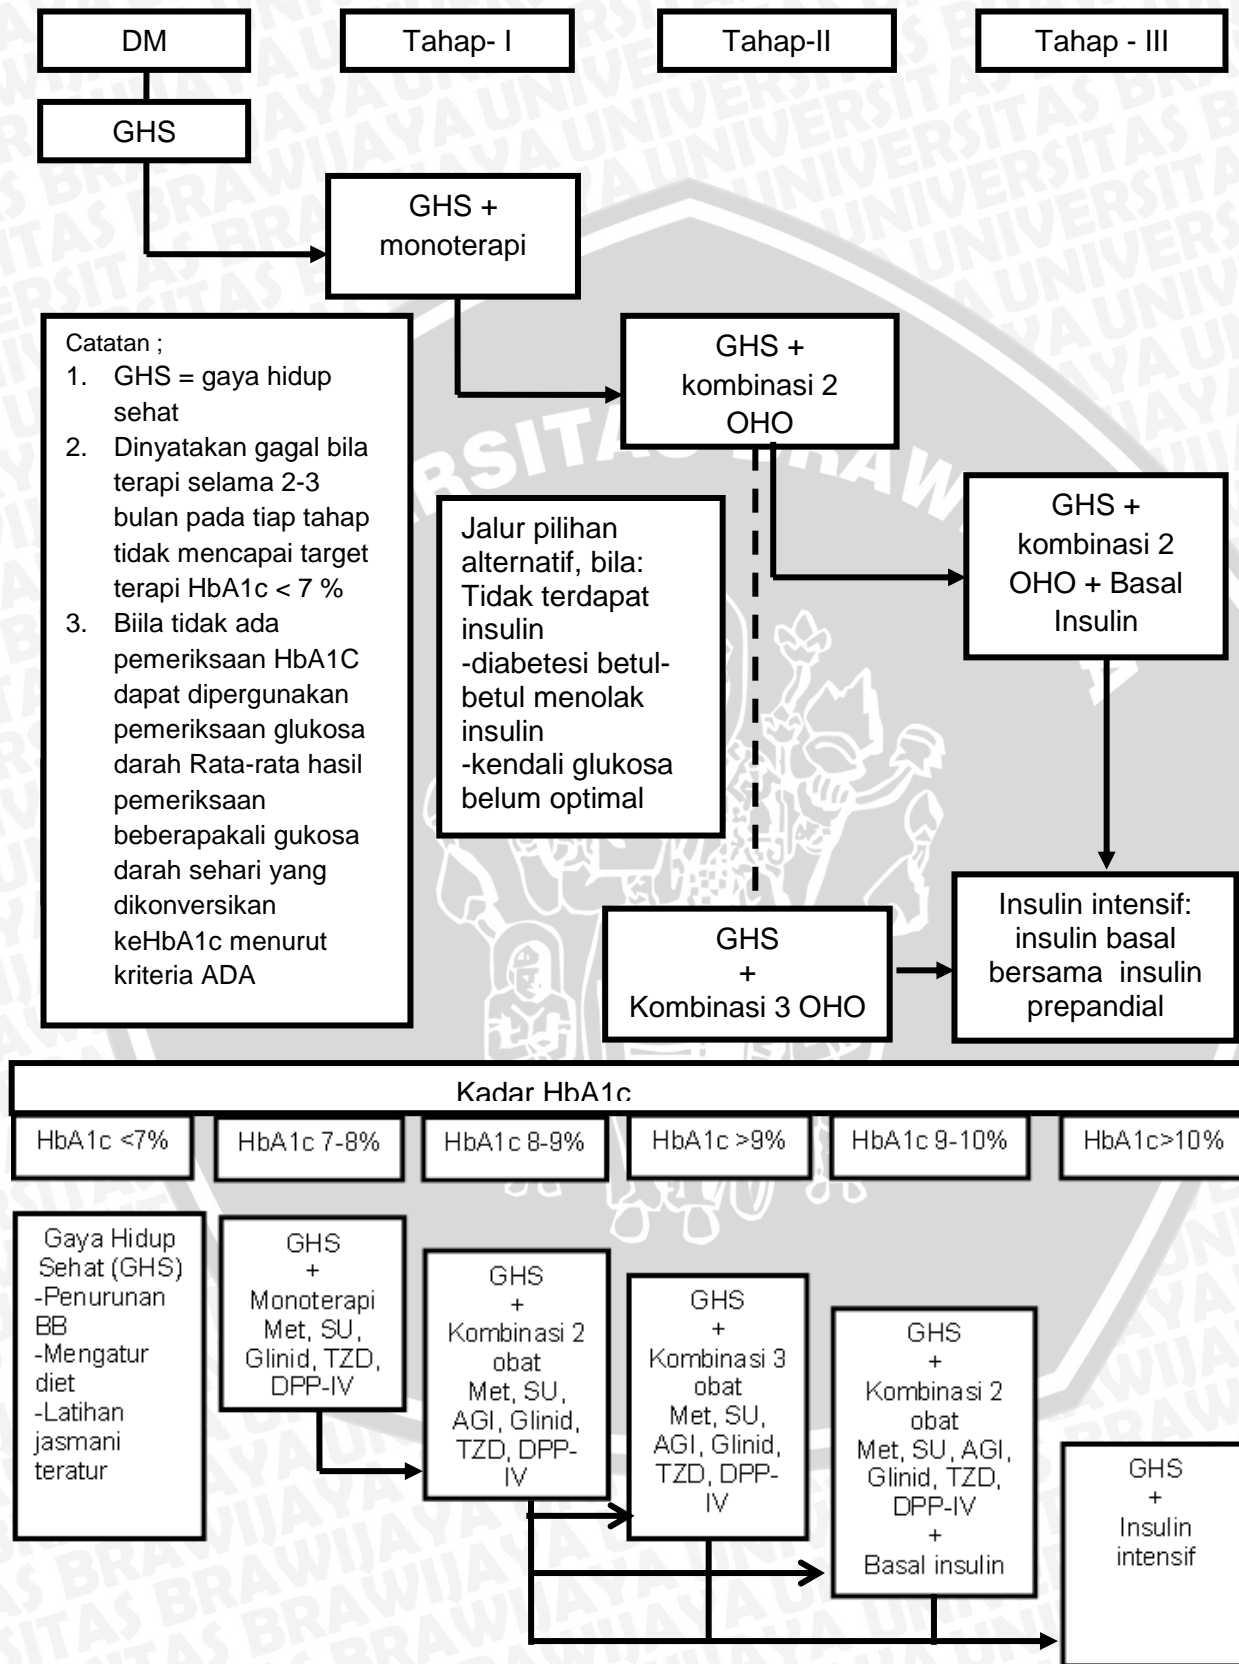 DM
Tahap- I
Tahap-II
Tahap - III
GHS
GHS +
monoterapi
GHS +
kombinasi 2
OHO
GHS +
kombinasi 2
OHO + Basal
Insulin
Catatan ;
1. GHS = gaya hidup
sehat
2. Dinyatakan gagal bila
terapi selama 2-3
bulan pada tiap tahap
tidak mencapai target
terapi HbA1c < 7 %
3. Biila tidak ada
pemeriksaan HbA1C
dapat dipergunakan
pemeriksaan glukosa
darah Rata-rata hasil
pemeriksaan
beberapakali gukosa
darah sehari yang
dikonversikan
keHbA1c menurut
kriteria ADA
Jalur pilihan
alternatif, bila:
Tidak terdapat
insulin
-diabetesi betul-
betul menolak
insulin
-kendali glukosa
belum optimal
GHS
+
Kombinasi 3 OHO
Insulin intensif:
insulin basal
bersama insulin
prepandial
Kadar HbA1c
HbA1c <7%
HbA1c 7-8%
HbA1c 8-9%
HbA1c >9%
HbA1c 9-10%
HbA1c>10%
Gaya Hidup
Sehat (GHS)
-Penurunan
BB
-Mengatur
diet
-Latihan
jasmani
teratur
GHS
+
Monoterapi
Met, SU,
Glinid, TZD,
DPP-IV
GHS
+
Kombinasi 2
obat
Met, SU,
AGI, Glinid,
TZD, DPP-
IV
GHS
+
Kombinasi 3
obat
Met, SU,
AGI, Glinid,
TZD, DPP-
IV
GHS
+
Kombinasi 2
obat
Met, SU, AGI,
Glinid, TZD,
DPP-IV
+
Basal insulin
GHS
+
Insulin
intensif